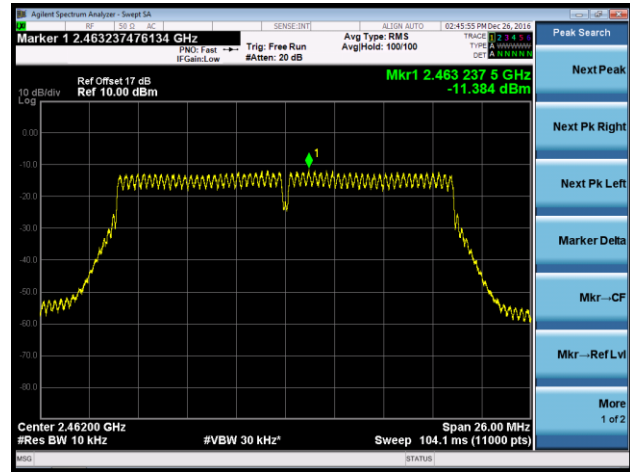 Agilent Spectrum Analyzer - Swept SA
RF 50 Ω AC SENSE:INT ALIGN AUTO 02:45:55 PM Dec 26, 2016
Marker 1 2.463237476134 GHz
PNO: Fast
IFGain:Low
Trig: Free Run
#Atten: 20 dB
Avg Type: RMS
Avg|Hold: 100/100
TRACE 1 2 3 4 5 6
TYPE A WWWWW
DET A N N N N N
Peak Search
Ref Offset 17 dB
10 dB/div Ref 10.00 dBm
Log
Mkr1 2.463 237 5 GHz
-11.384 dBm
0.00
-10.0
-20.0
-30.0
-40.0
-50.0
-60.0
-70.0
-80.0
1
Next Peak
Next Pk Right
Next Pk Left
Marker Delta
Mkr→CF
Mkr→Ref Lvl
More
1 of 2
Center 2.46200 GHz Span 26.00 MHz
#Res BW 10 kHz #VBW 30 kHz* Sweep 104.1 ms (11000 pts)
MSG STATUS